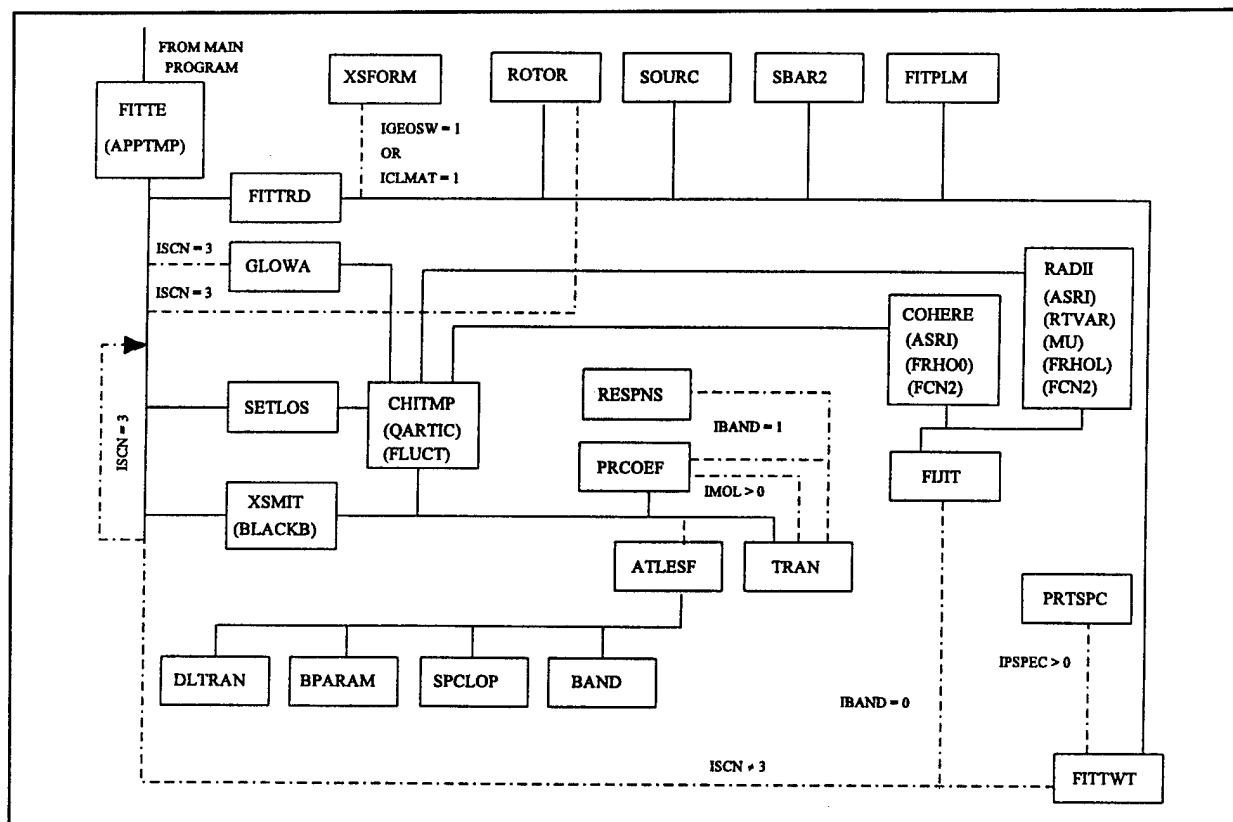 FROM MAIN
PROGRAM
FITTE
(APPTMP)
XSFORM
ROTOR
SOURC
SBAR2
FITPLM
IGEOSW = 1
OR
ICLMAT = 1
FITTRD
ISCN = 3
GLOWA
ISCN = 3
RADII
(ASRI)
(RTVAR)
(MU)
(FRHOL)
(FCN2)
COHERE
(ASRI)
(FRHO0)
(FCN2)
ISCN = 3
SETLOS
CHITMP
(QARTIC)
(FLUCT)
RESPNS
IBAND = 1
PRCOEF
IMOL > 0
FIJIT
XSMIT
(BLACKB)
ATLESF
TRAN
PRTSPC
IPSPEC > 0
DLTRAN
BPARAM
SPCLOP
BAND
IBAND = 0
ISCN ≠ 3
FITTWT